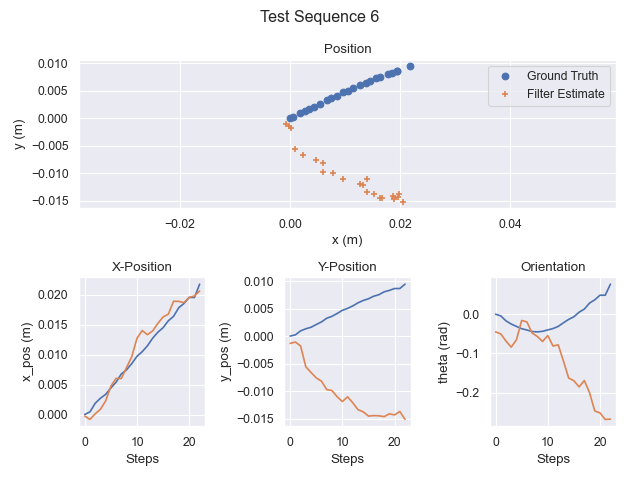 Test Sequence 6
Position
0.010
0.005
0.000
−0.005
−0.010
−0.015
y (m)
Ground Truth
Filter Estimate
−0.02
0.00
0.02
0.04
x (m)
X-Position
Y-Position
Orientation
0.020
0.015
0.010
0.005
0.000
x_pos (m)
0
10
20
Steps
0.010
0.005
0.000
−0.005
−0.010
−0.015
y_pos (m)
0
10
20
Steps
0.0
−0.1
−0.2
theta (rad)
0
10
20
Steps